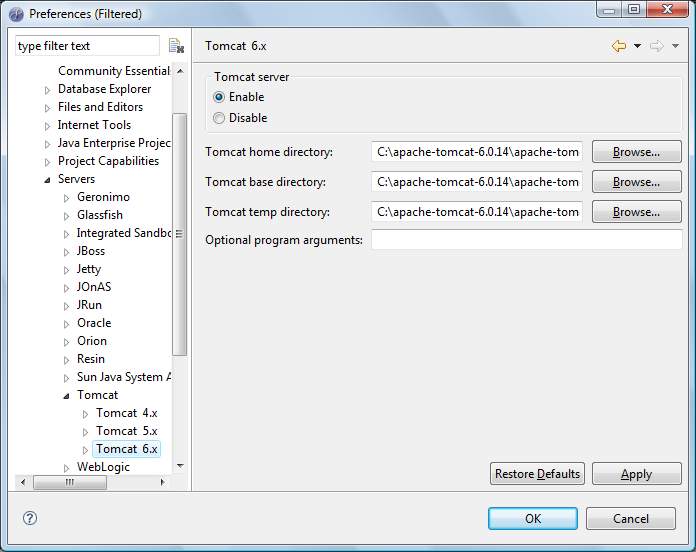 Preferences (Filtered)
type filter text
Community Essentials
Database Explorer
Files and Editors
Internet Tools
Java Enterprise Projec
Project Capabilities
Servers
Geronimo
Glassfish
Integrated Sandbo
JBoss
Jetty
JOnAS
JRun
Oracle
Orion
Resin
Sun Java System A
Tomcat
Tomcat 4.x
Tomcat 5.x
Tomcat 6.x
WebLogic
Tomcat 6.x
Tomcat server
Enable
Disable
Tomcat home directory: C:\apache-tomcat-6.0.14\apache-tom Browse...
Tomcat base directory: C:\apache-tomcat-6.0.14\apache-tom Browse...
Tomcat temp directory: C:\apache-tomcat-6.0.14\apache-tom Browse...
Optional program arguments:
Restore Defaults Apply
? OK Cancel